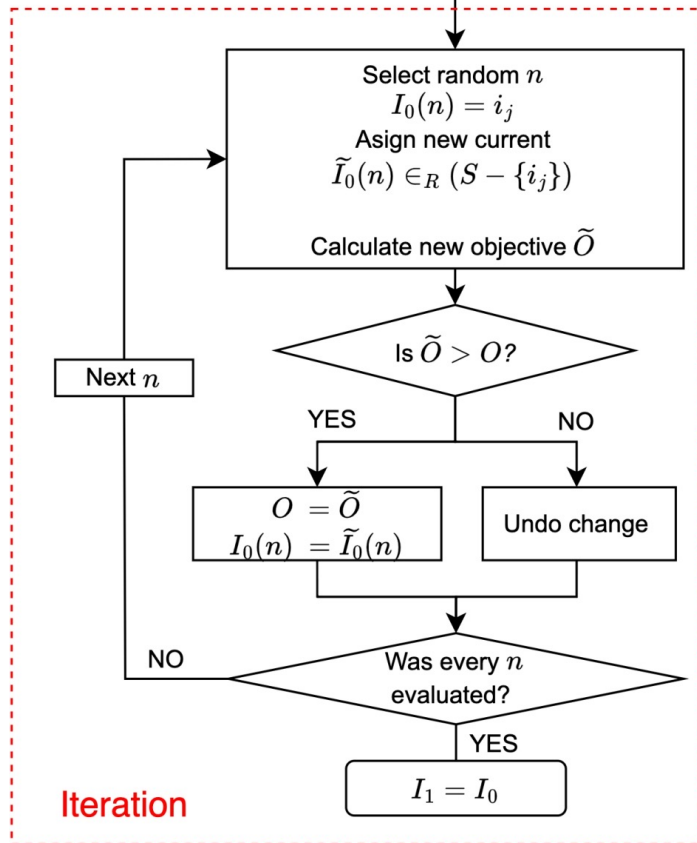 Select random n
I₀(n) = iⱼ
Asign new current
Ĩ₀(n) ∈_R (S − {iⱼ})
Calculate new objective Õ
Is Õ > O?
YES
NO
O = Õ
I₀(n) = Ĩ₀(n)
Undo change
Next n
Was every n
evaluated?
NO
YES
I₁ = I₀
Iteration